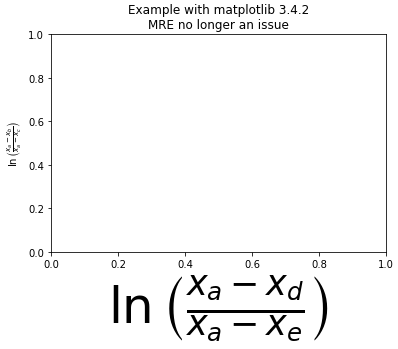 Example with matplotlib 3.4.2
MRE no longer an issue
1.0
0.8
0.6
0.4
0.2
0.0
ln (x_a − x_b / x_a − x_c)
0.0 0.2 0.4 0.6 0.8 1.0
ln (x_a − x_d / x_a − x_e)